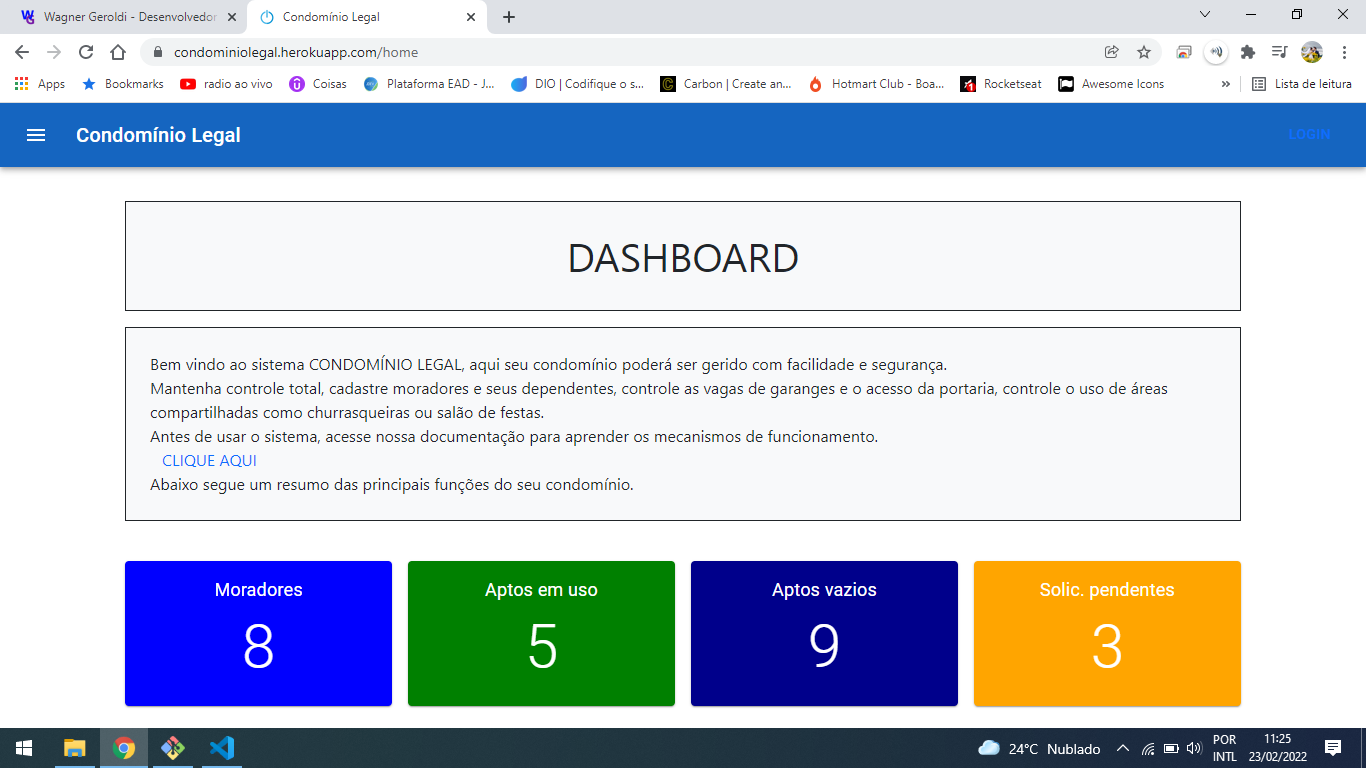 Wagner Geroldi - Desenvolvedor
Condomínio Legal
condominiolegal.herokuapp.com/home
Apps
Bookmarks
radio ao vivo
Coisas
Plataforma EAD - J...
DIO | Codifique o s...
Carbon | Create an...
Hotmart Club - Boa...
Rocketseat
Awesome Icons
»
Lista de leitura
Condomínio Legal
LOGIN
DASHBOARD
Bem vindo ao sistema CONDOMÍNIO LEGAL, aqui seu condomínio poderá ser gerido com facilidade e segurança.
Mantenha controle total, cadastre moradores e seus dependentes, controle as vagas de garanges e o acesso da portaria, controle o uso de áreas
compartilhadas como churrasqueiras ou salão de festas.
Antes de usar o sistema, acesse nossa documentação para aprender os mecanismos de funcionamento.
CLIQUE AQUI
Abaixo segue um resumo das principais funções do seu condomínio.
Moradores
8
Aptos em uso
5
Aptos vazios
9
Solic. pendentes
3
24°C Nublado
POR
INTL
11:25
23/02/2022